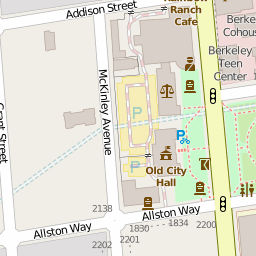 Addison Street
Rainbow
Ranch
Cafe
Berke
Cohous
Berkeley
Teen
Center
McKinley Avenue
Grant Street
P
P
Old City
Hall
Allston Way
2138
1834
1830
2200
Allston Way
2201
2202